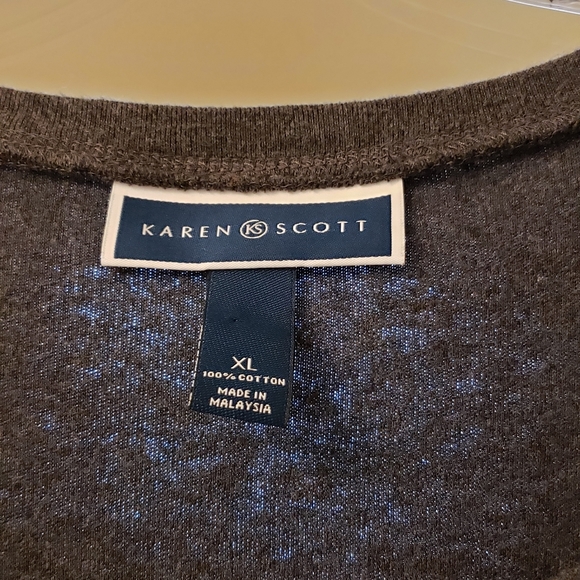 KAREN KS SCOTT
XL
100% COTTON
MADE IN
MALAYSIA